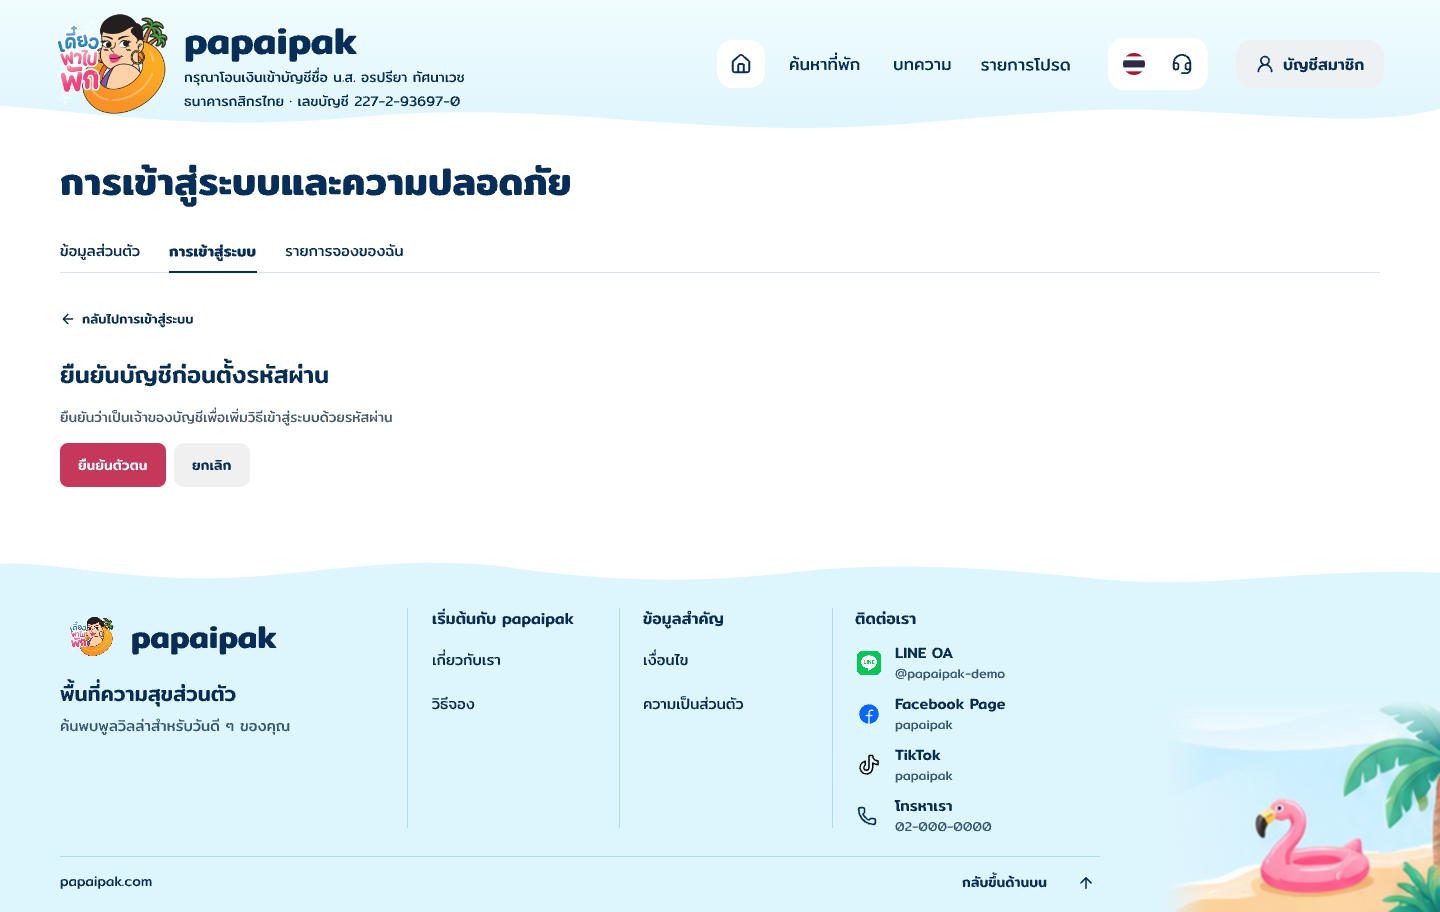 เดี๋ยว
พาไป
พัก
papaipak
กรุณาโอนเงินเข้าบัญชีชื่อ น.ส. อรปรียา ทัศนาเวช
ธนาคารกสิกรไทย · เลขบัญชี 227-2-93697-0
ค้นหาที่พัก
บทความ
รายการโปรด
บัญชีสมาชิก
การเข้าสู่ระบบและความปลอดภัย
ข้อมูลส่วนตัว
การเข้าสู่ระบบ
รายการจองของฉัน
กลับไปการเข้าสู่ระบบ
ยืนยันบัญชีก่อนตั้งรหัสผ่าน
ยืนยันว่าเป็นเจ้าของบัญชีเพื่อเพิ่มวิธีเข้าสู่ระบบด้วยรหัสผ่าน
ยืนยันตัวตน
ยกเลิก
เดี๋ยว
พาไป
พัก
papaipak
พื้นที่ความสุขส่วนตัว
ค้นพบพูลวิลล่าสำหรับวันดี ๆ ของคุณ
เริ่มต้นกับ papaipak
เกี่ยวกับเรา
วิธีจอง
ข้อมูลสำคัญ
เงื่อนไข
ความเป็นส่วนตัว
ติดต่อเรา
LINE
LINE OA
@papaipak-demo
Facebook Page
papaipak
TikTok
papaipak
โทรหาเรา
02-000-0000
papaipak.com
กลับขึ้นด้านบน